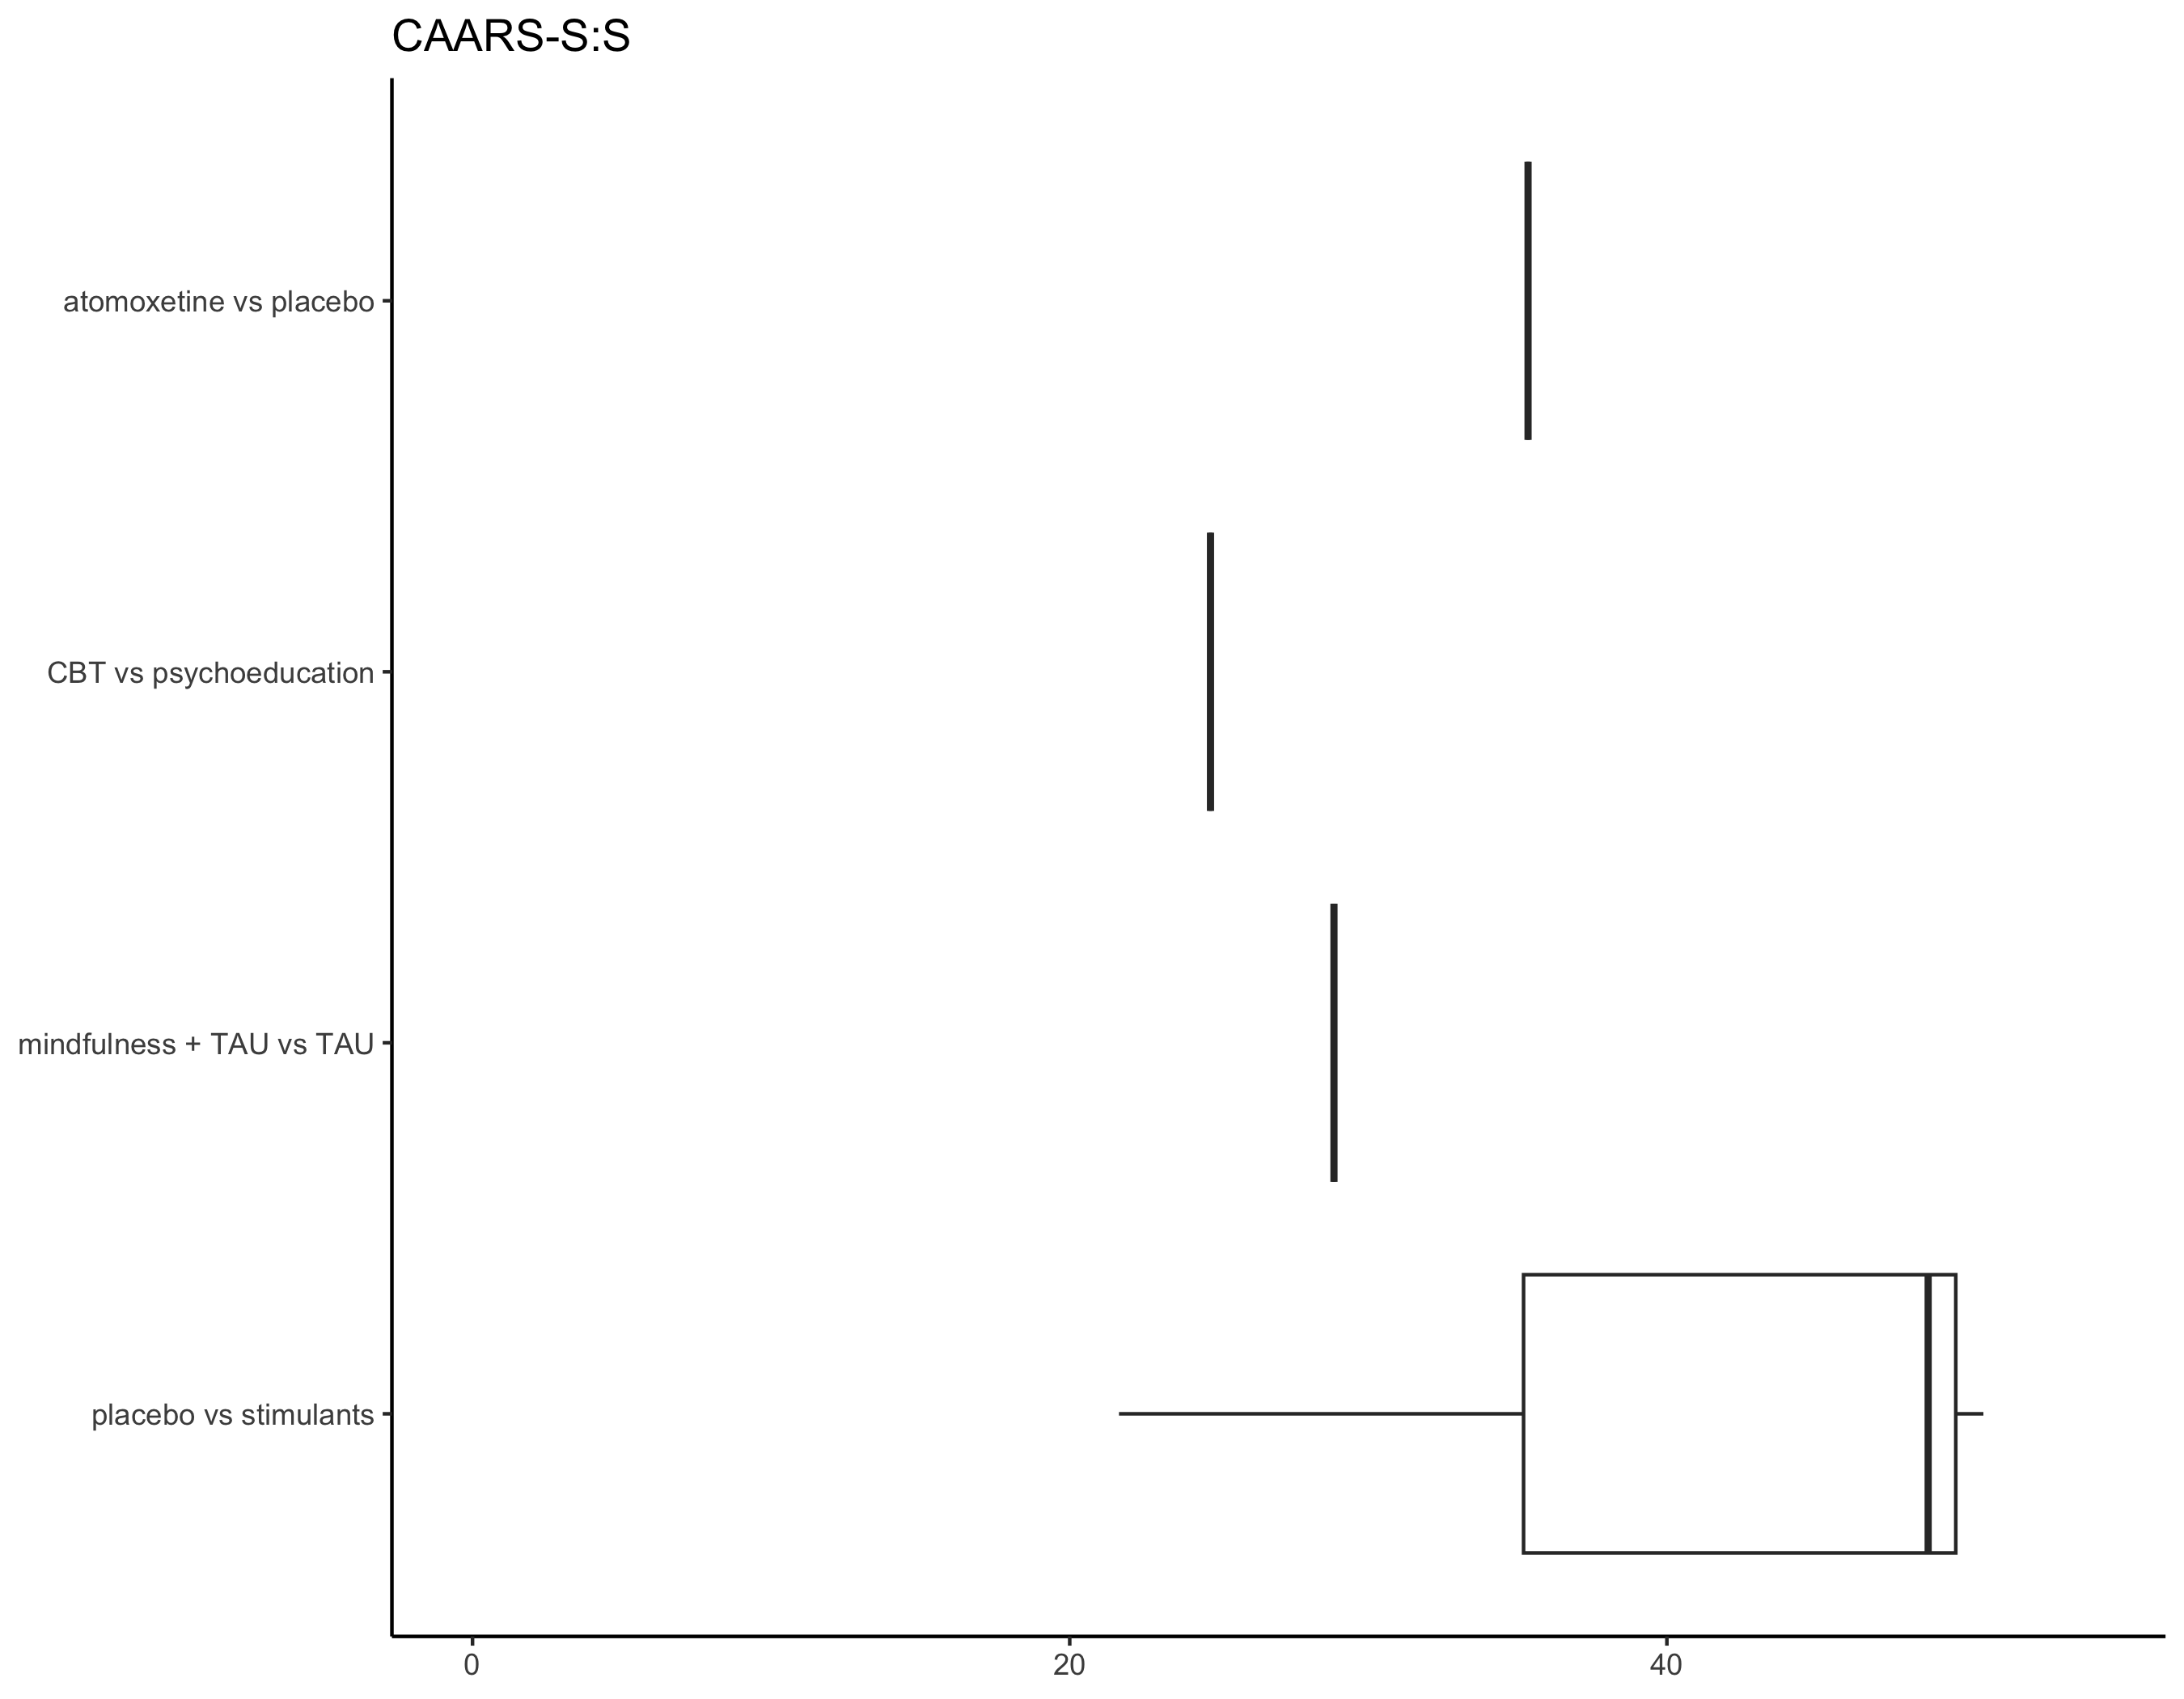 CAARS-S:S
atomoxetine vs placebo
CBT vs psychoeducation
mindfulness + TAU vs TAU
placebo vs stimulants
0 20 40